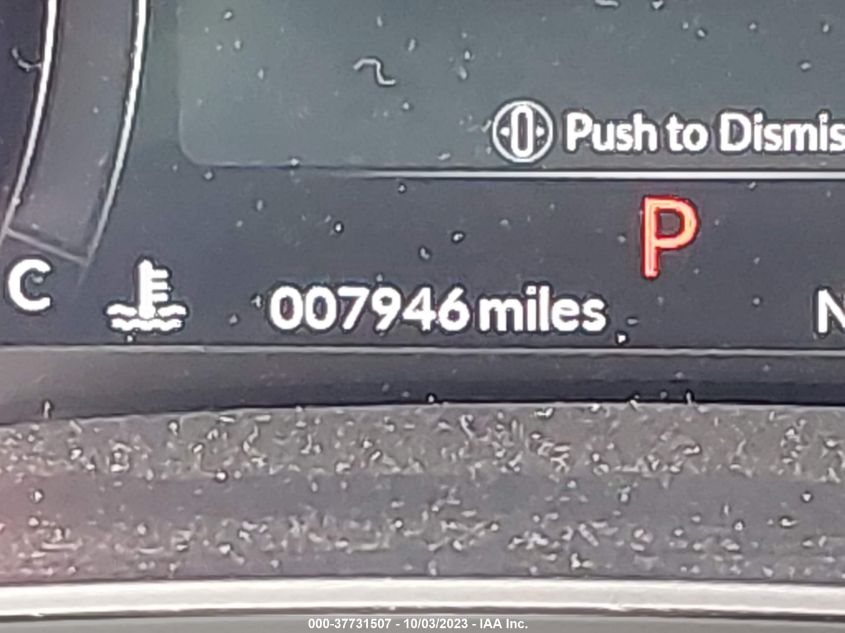 Push to Dismis
P
C
007946 miles
N
000-37731507 - 10/03/2023 - IAA Inc.